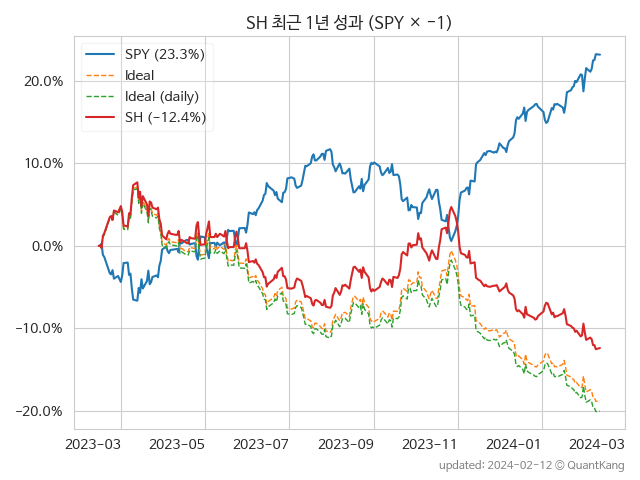 SH 최근 1년 성과 (SPY × −1)
SPY (23.3%)
Ideal
Ideal (daily)
SH (−12.4%)
20.0%
10.0%
0.0%
−10.0%
−20.0%
2023−03 2023−05 2023−07 2023−09 2023−11 2024−01 2024−03
updated: 2024-02-12 © QuantKang